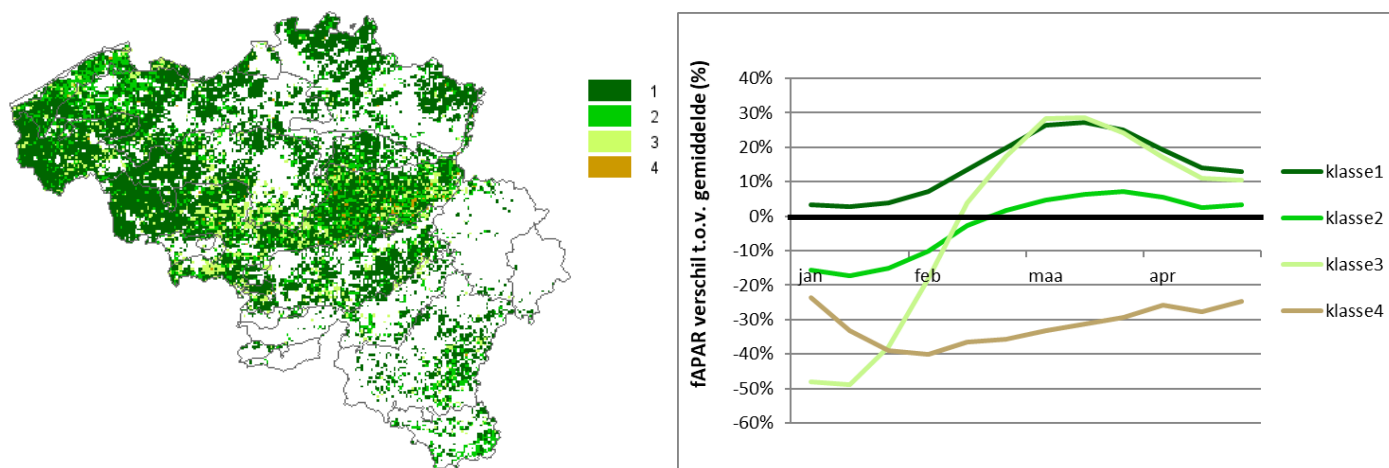 1
2
3
4
fAPAR verschil t.o.v. gemiddelde (%)
40%
30%
20%
10%
0%
-10%
-20%
-30%
-40%
-50%
-60%
jan feb maa apr
klasse1
klasse2
klasse3
klasse4